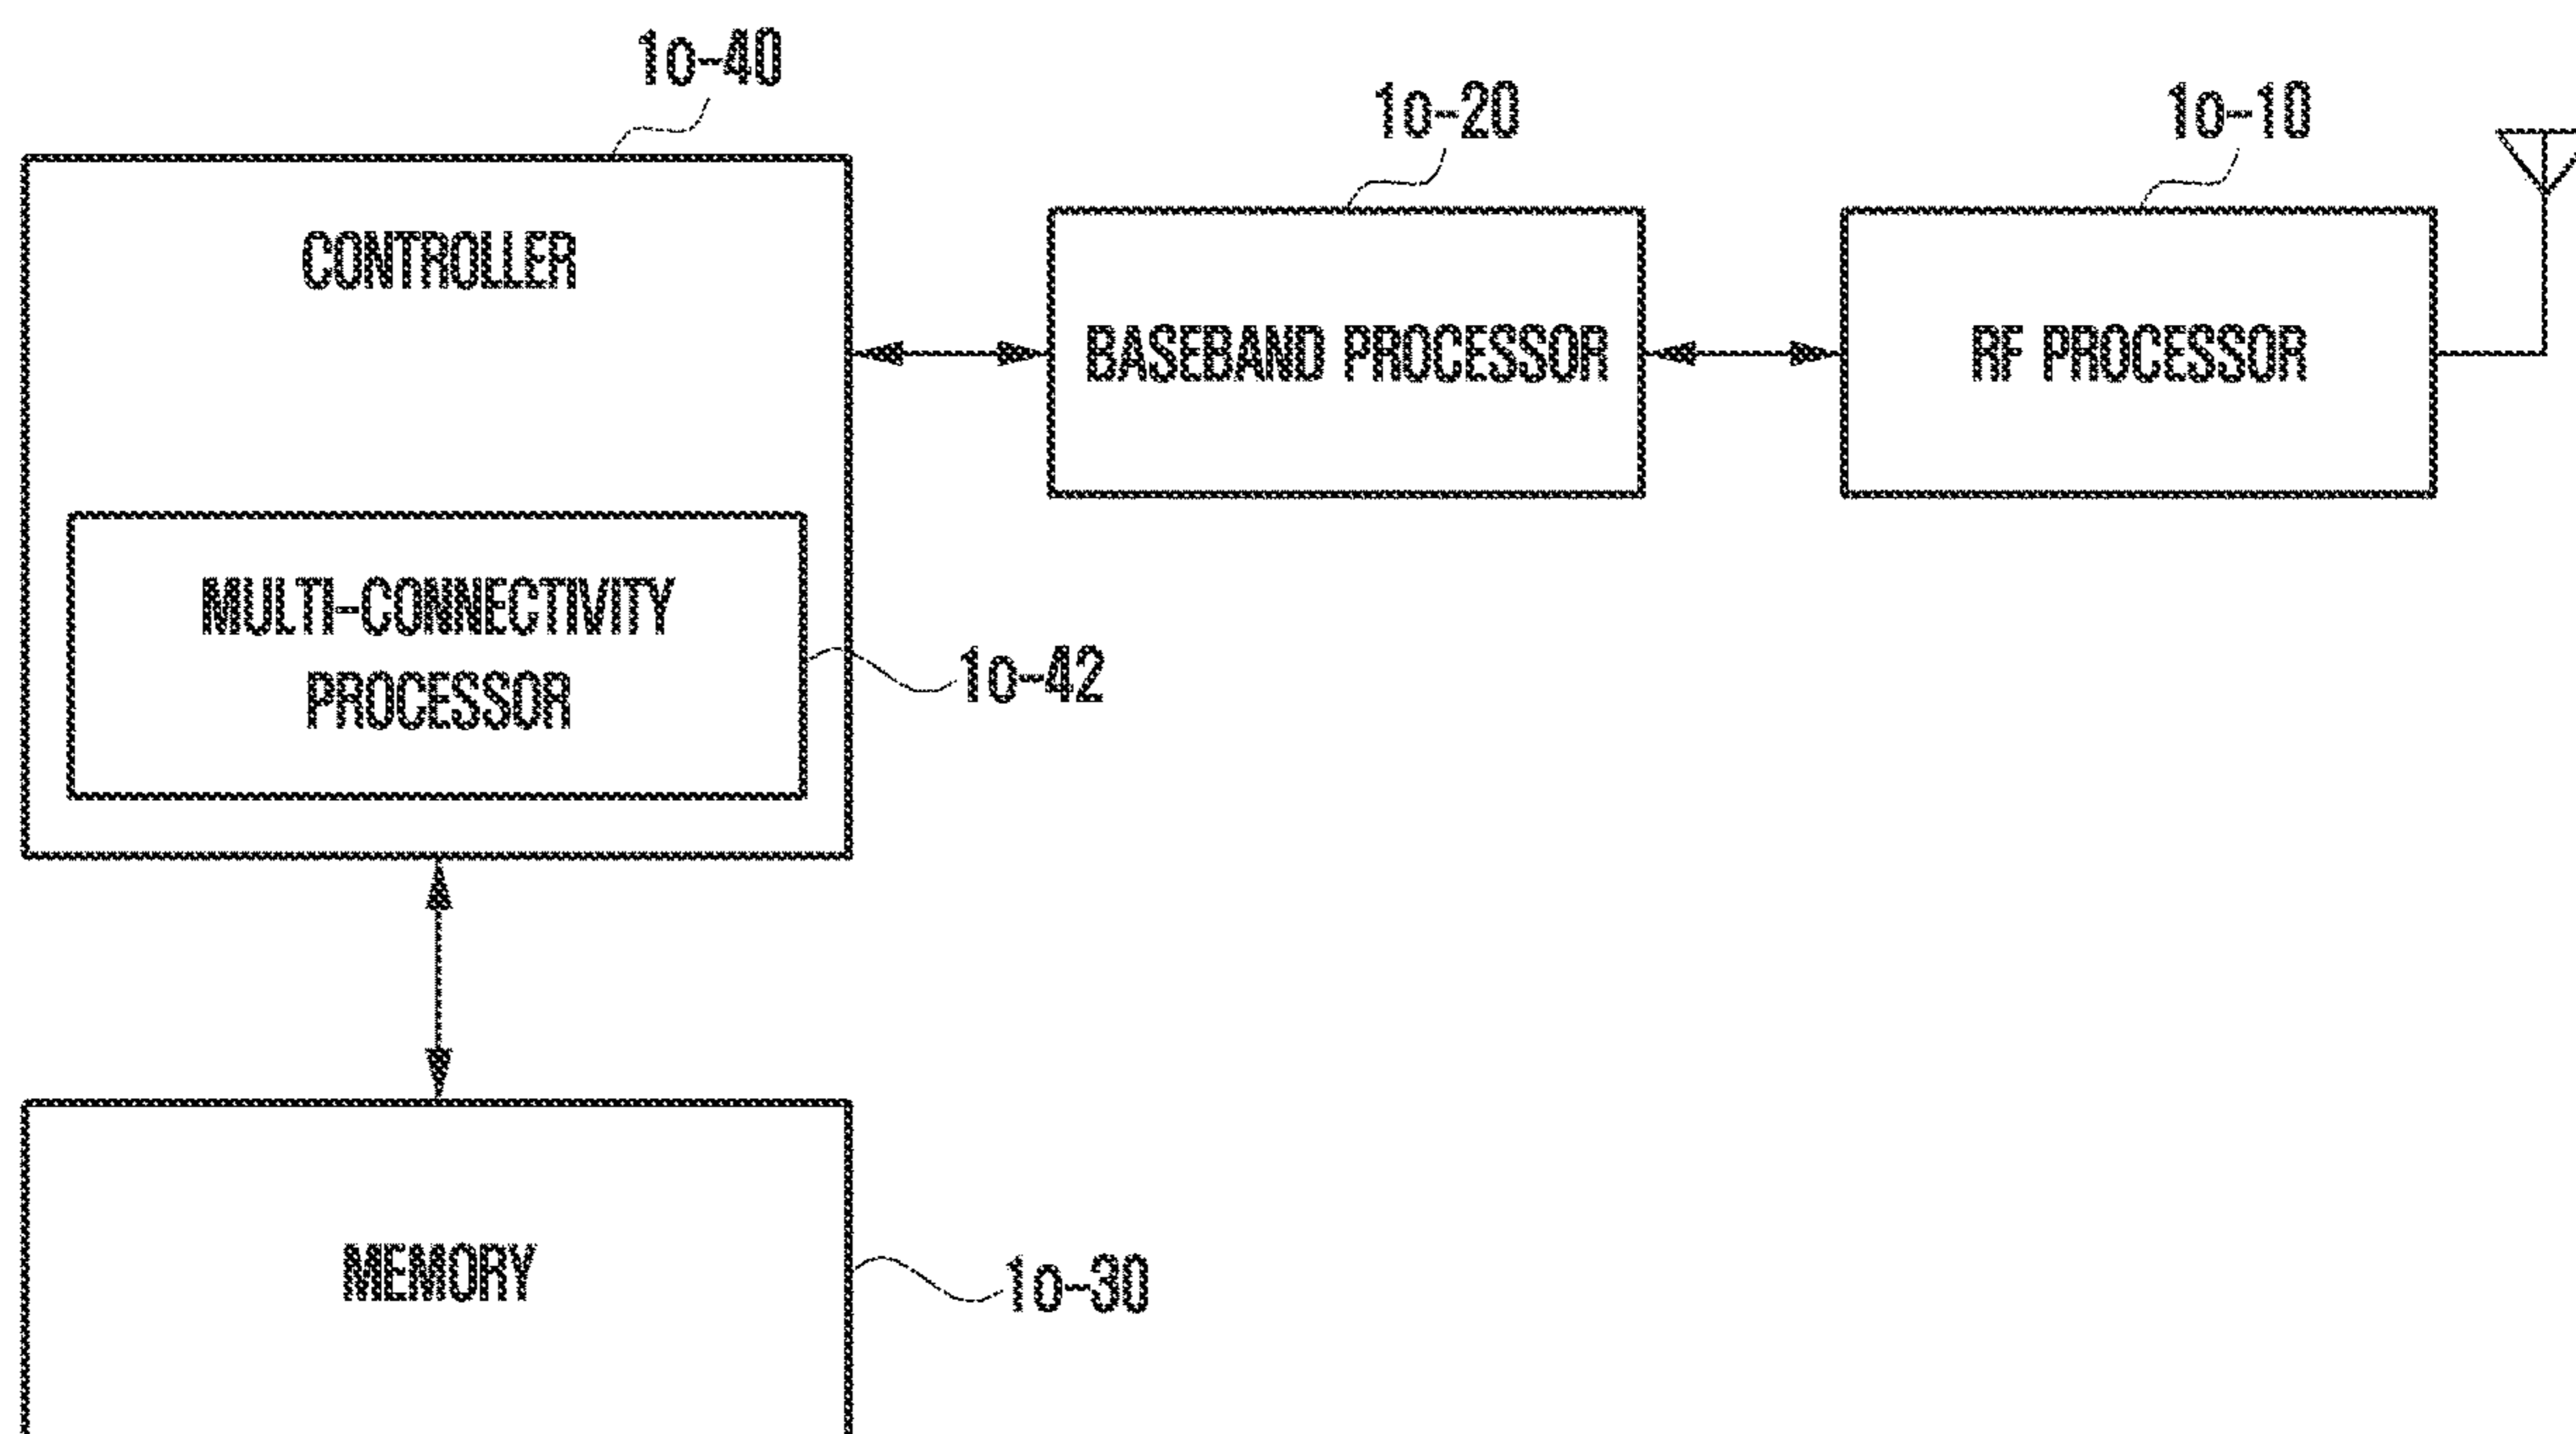 1o-40
1o-20
1o-10
CONTROLLER
BASEBAND PROCESSOR
RF PROCESSOR
MULTI-CONNECTIVITY
PROCESSOR
1o-42
MEMORY
1o-30